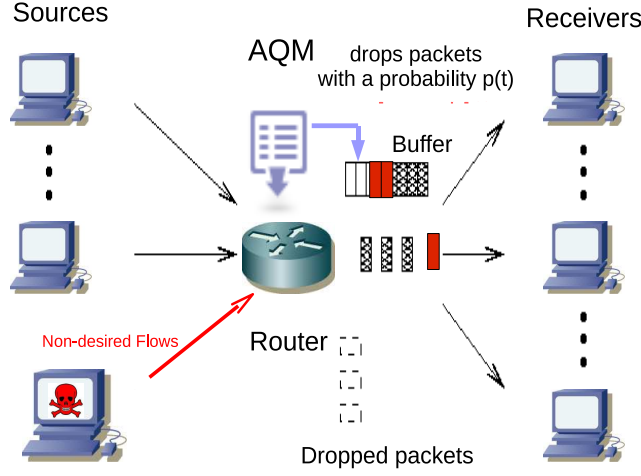 Sources
Receivers
AQM
drops packets
with a probability p(t)
Buffer
Non-desired Flows
Router
Dropped packets